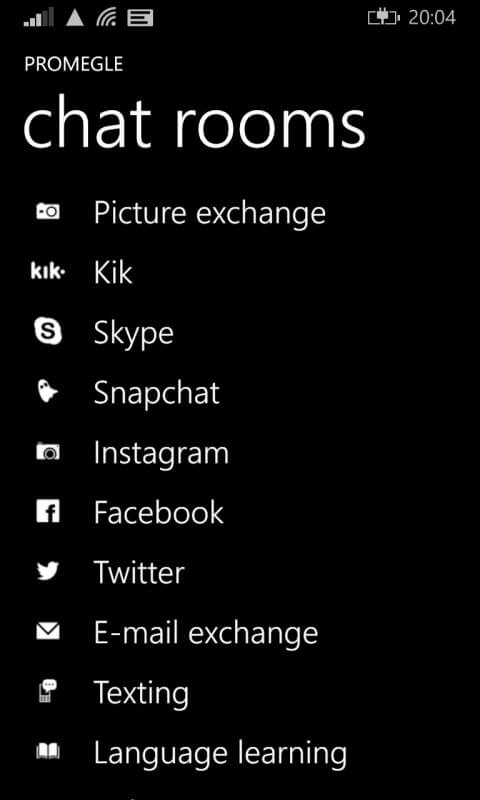 20:04
PROMEGLE
chat rooms
Picture exchange
kik. Kik
Skype
Snapchat
Instagram
Facebook
Twitter
E-mail exchange
Texting
Language learning